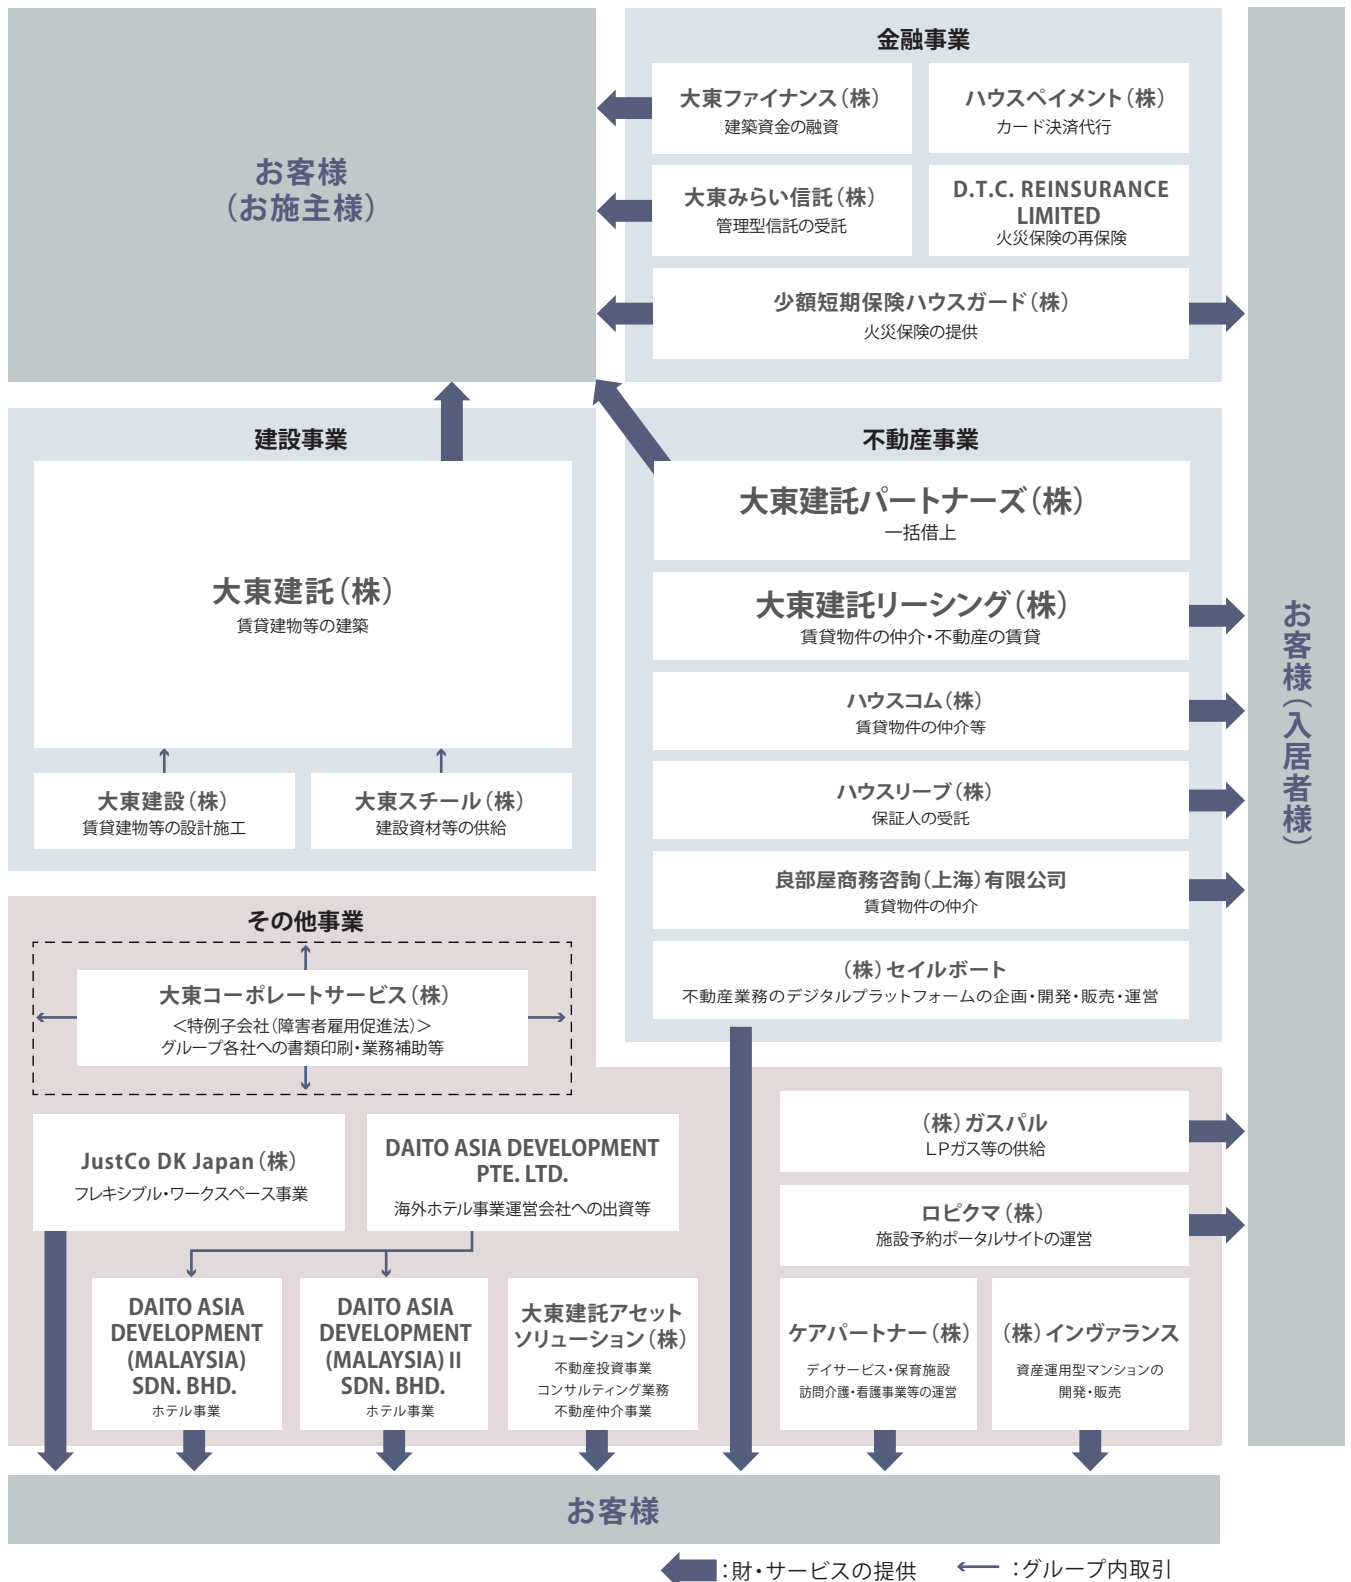 お客様
（お施主様）
金融事業
大東ファイナンス（株）
建築資金の融資
ハウスペイメント（株）
カード決済代行
大東みらい信託（株）
管理型信託の受託
D.T.C. REINSURANCE
LIMITED
火災保険の再保険
少額短期保険ハウスガード（株）
火災保険の提供
建設事業
大東建託（株）
賃貸建物等の建築
大東建設（株）
賃貸建物等の設計施工
大東スチール（株）
建設資材等の供給
不動産事業
大東建託パートナーズ（株）
一括借上
大東建託リーシング（株）
賃貸物件の仲介・不動産の賃貸
ハウスコム（株）
賃貸物件の仲介等
ハウスリーブ（株）
保証人の受託
良部屋商務咨詢（上海）有限公司
賃貸物件の仲介
（株）セイルボート
不動産業務のデジタルプラットフォームの企画・開発・販売・運営
お客様（入居者様）
その他事業
大東コーポレートサービス（株）
＜特例子会社（障害者雇用促進法）＞
グループ各社への書類印刷・業務補助等
JustCo DK Japan（株）
フレキシブル・ワークスペース事業
DAITO ASIA DEVELOPMENT
PTE. LTD.
海外ホテル事業運営会社への出資等
（株）ガスパル
LPガス等の供給
ロピクマ（株）
施設予約ポータルサイトの運営
DAITO ASIA
DEVELOPMENT
(MALAYSIA)
SDN. BHD.
ホテル事業
DAITO ASIA
DEVELOPMENT
(MALAYSIA) II
SDN. BHD.
ホテル事業
大東建託アセット
ソリューション（株）
不動産投資事業
コンサルティング業務
不動産仲介事業
ケアパートナー（株）
デイサービス・保育施設
訪問介護・看護事業等の運営
（株）インヴァランス
資産運用型マンションの
開発・販売
お客様
：財・サービスの提供
：グループ内取引